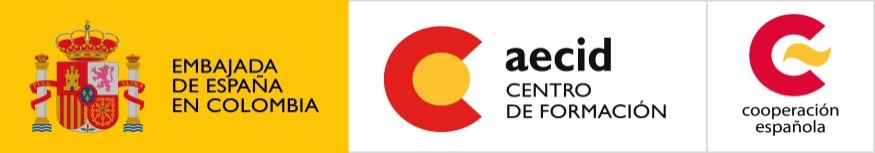 EMBAJADA
DE ESPAÑA
EN COLOMBIA
aecid
CENTRO
DE FORMACIÓN
cooperación
española